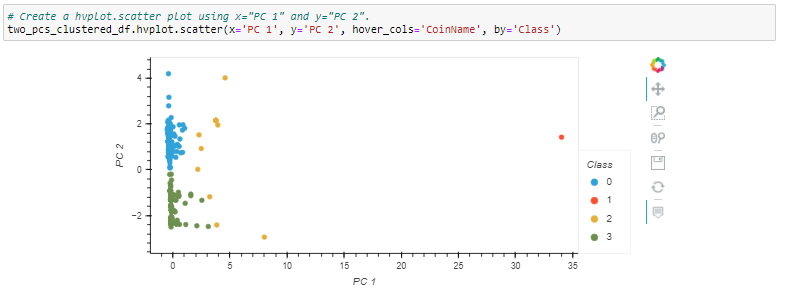 # Create a hvplot.scatter plot using x="PC 1" and y="PC 2".
two_pcs_clustered_df.hvplot.scatter(x='PC 1', y='PC 2', hover_cols='CoinName', by='Class')
4
2
0
−2
PC 2
0 5 10 15 20 25 30 35
PC 1
Class
0
1
2
3